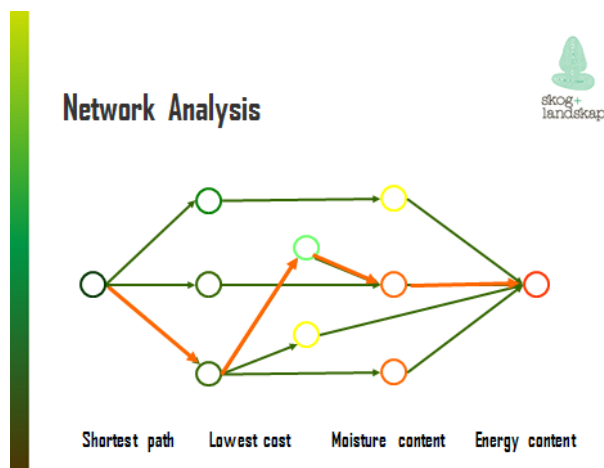 Network Analysis
skog+
landskap
Shortest path Lowest cost Moisture content Energy content